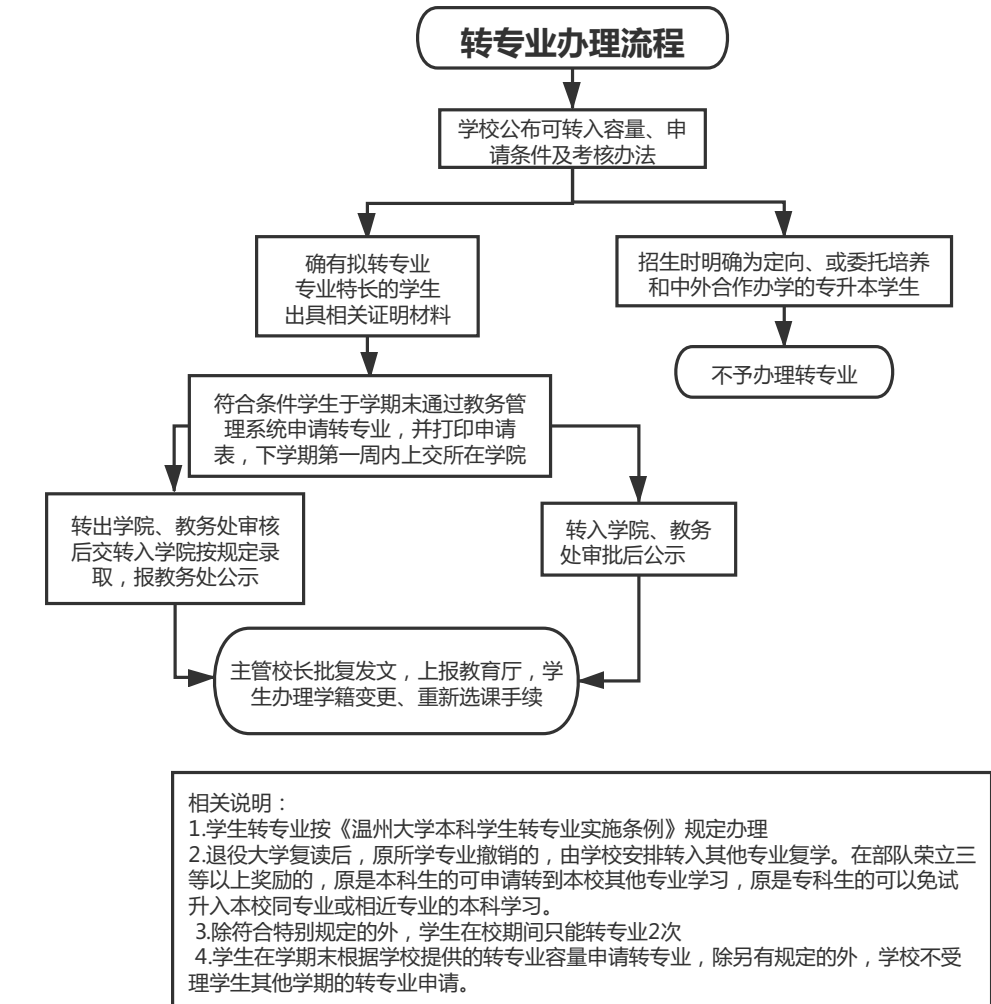 转专业办理流程
学校公布可转入容量、申
请条件及考核办法
确有拟转专业
专业特长的学生
出具相关证明材料
招生时明确为定向、或委托培养
和中外合作办学的专升本学生
不予办理转专业
符合条件学生于学期末通过教务管
理系统申请转专业，并打印申请
表，下学期第一周内上交所在学院
转出学院、教务处审核
后交转入学院按规定录
取，报教务处公示
转入学院、教务
处审批后公示
主管校长批复发文，上报教育厅，学
生办理学籍变更、重新选课手续
相关说明：
1.学生转专业按《温州大学本科学生转专业实施条例》规定办理
2.退役大学复读后，原所学专业撤销的，由学校安排转入其他专业复学。在部队荣立三
等以上奖励的，原是本科生的可申请转到本校其他专业学习，原是专科生的可以免试
升入本校同专业或相近专业的本科学习。
3.除符合特别规定的外，学生在校期间只能转专业2次
4.学生在学期末根据学校提供的转专业容量申请转专业，除另有规定的外，学校不受
理学生其他学期的转专业申请。